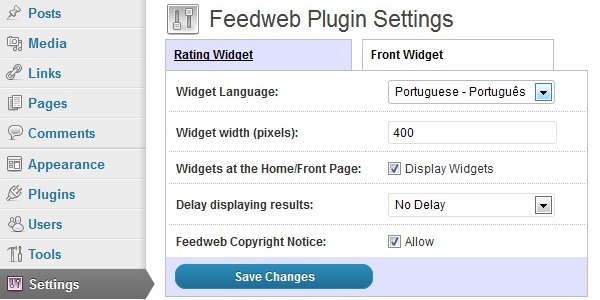 Posts
Media
Links
Pages
Comments
Appearance
Plugins
Users
Tools
Settings
Feedweb Plugin Settings
Rating Widget
Front Widget
Widget Language:
Portuguese - Português
Widget width (pixels):
400
Widgets at the Home/Front Page:
Display Widgets
Delay displaying results:
No Delay
Feedweb Copyright Notice:
Allow
Save Changes